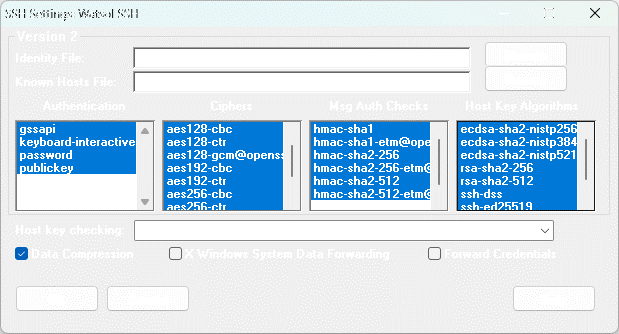 SSH Settings: Watsol SSH
Version 2
Identity File:
Known Hosts File:
Authentication
Ciphers
Msg Auth Checks
Host Key Algorithms
gssapi
keyboard-interactive
password
publickey
aes128-cbc
aes128-ctr
aes128-gcm@openss
aes192-cbc
aes192-ctr
aes256-cbc
aes256-ctr
hmac-sha1
hmac-sha1-etm@ope
hmac-sha2-256
hmac-sha2-256-etm@
hmac-sha2-512
hmac-sha2-512-etm@
ecdsa-sha2-nistp256
ecdsa-sha2-nistp384
ecdsa-sha2-nistp521
rsa-sha2-256
rsa-sha2-512
ssh-dss
ssh-ed25519
Host key checking:
Data Compression
X Windows System Data Forwarding
Forward Credentials